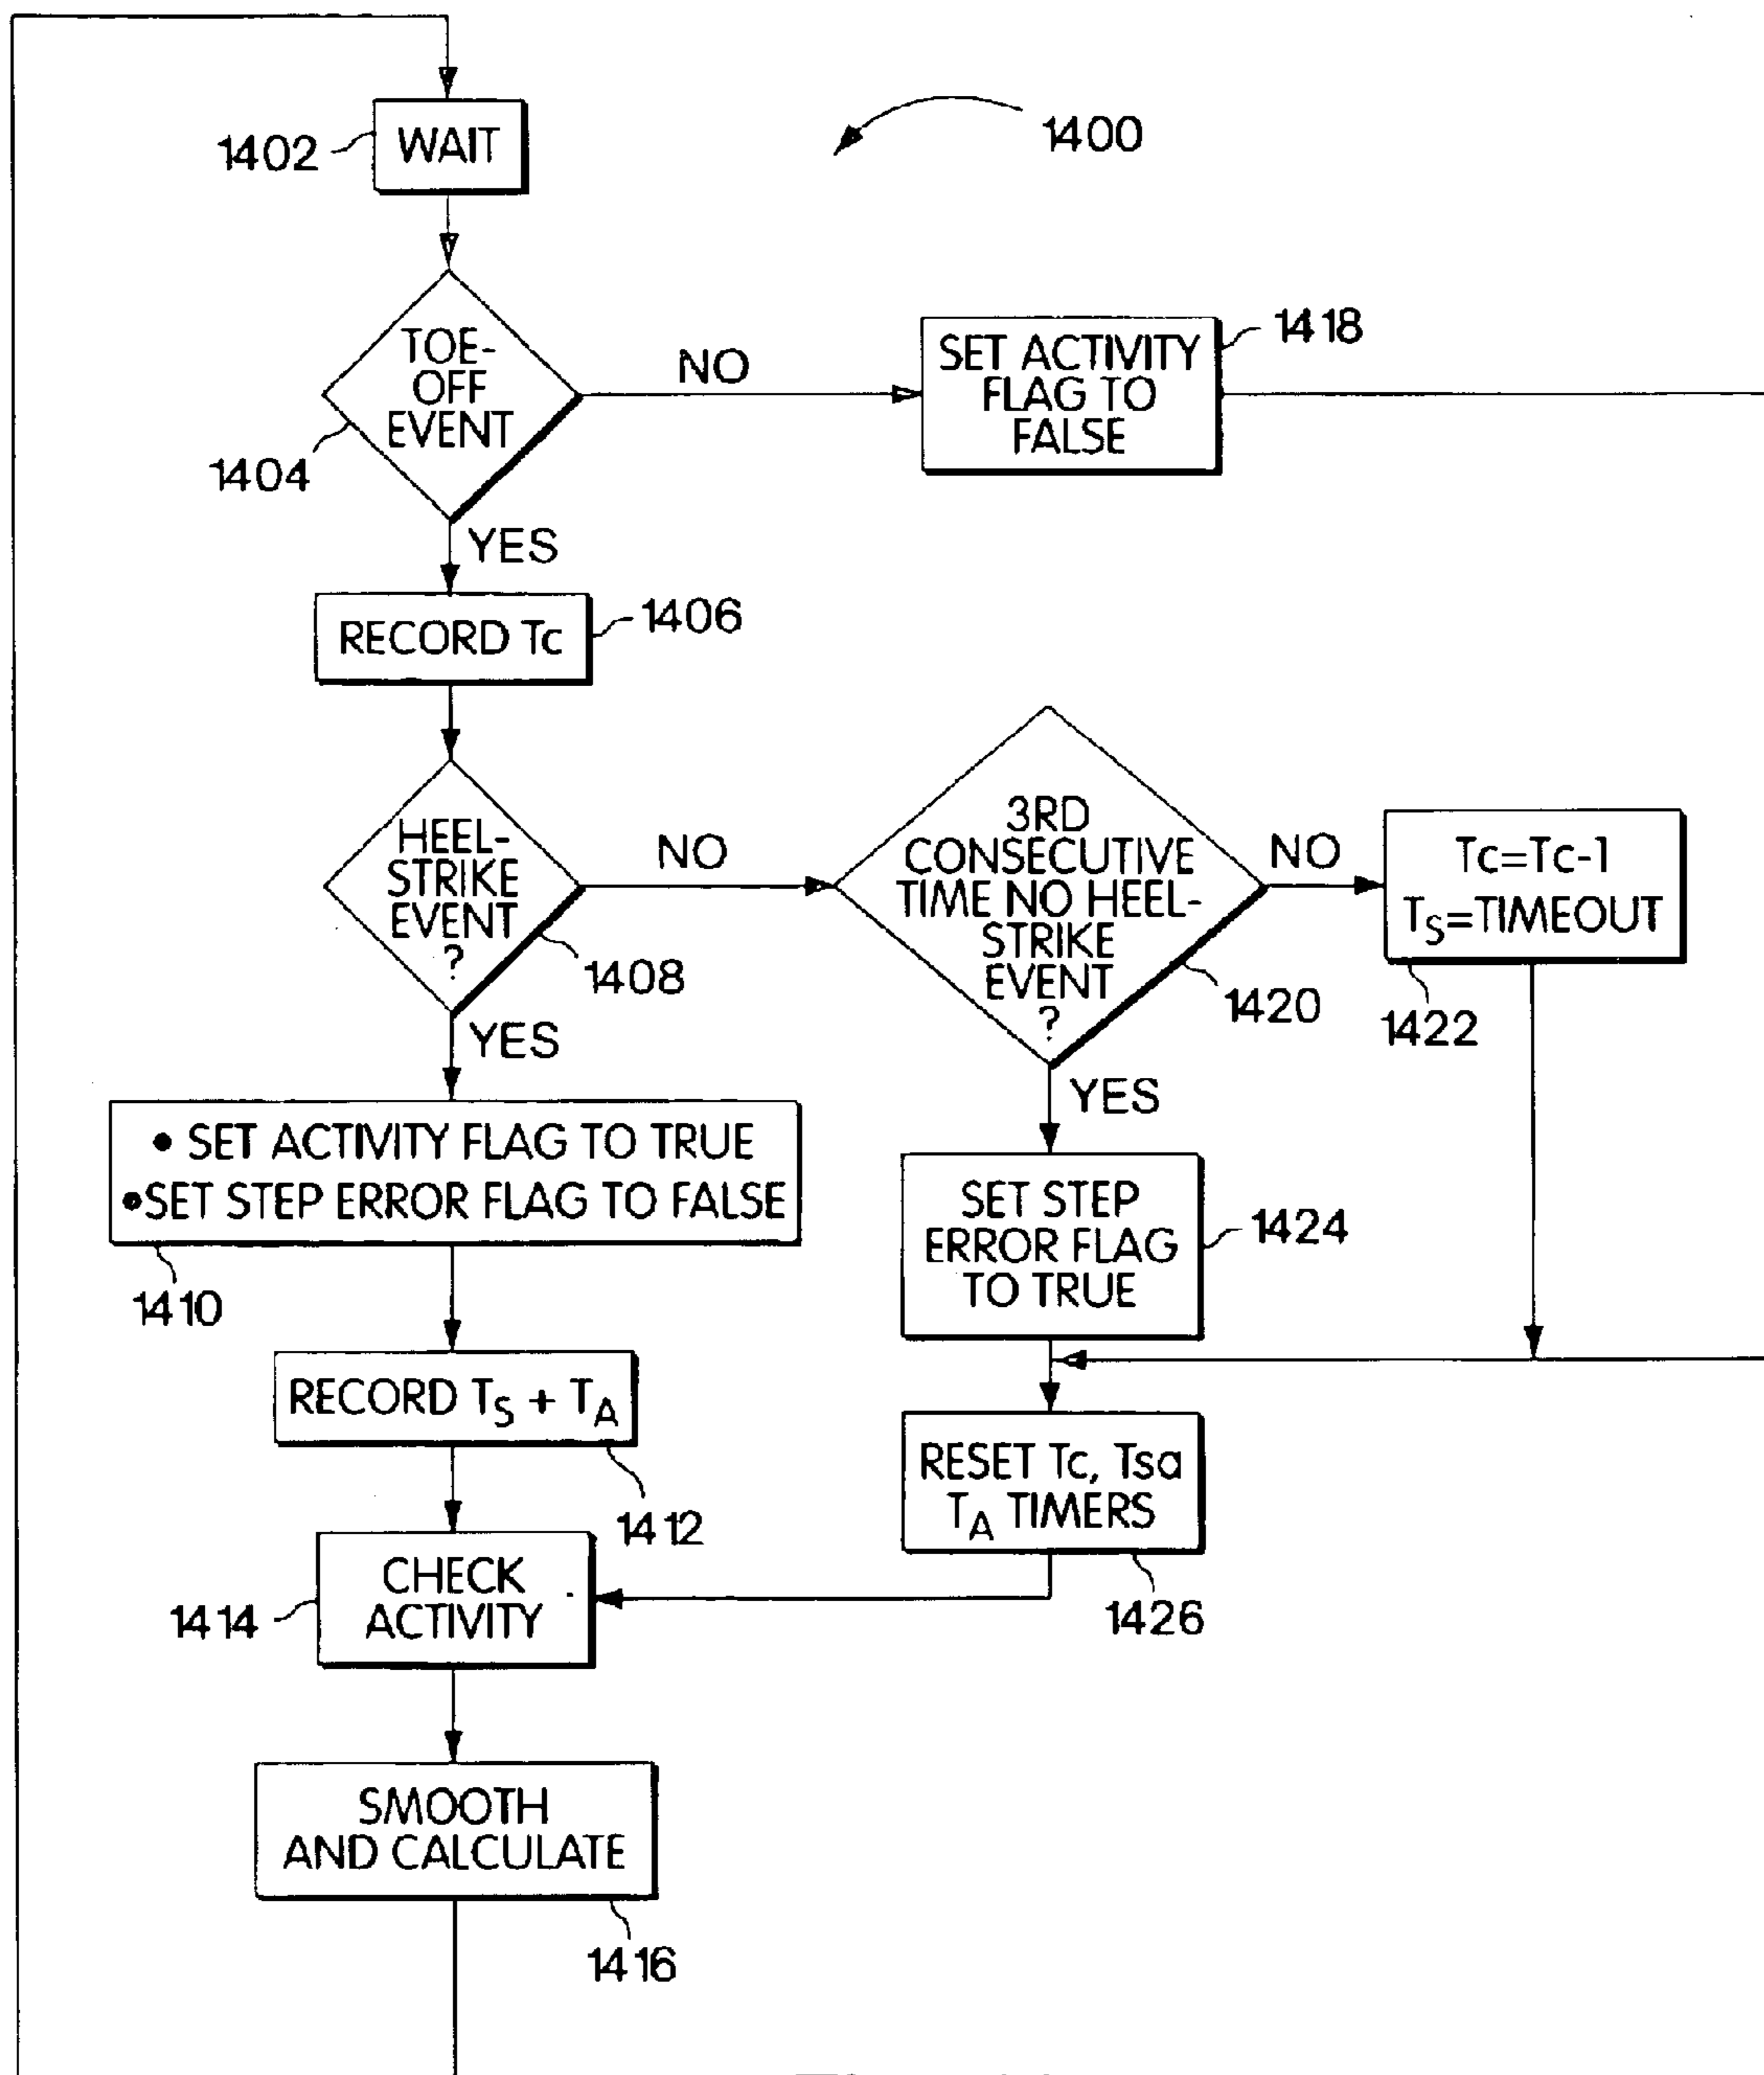 1402
WAIT
1400
TOE-
OFF
EVENT
1404
NO
SET ACTIVITY
FLAG TO
FALSE
1418
YES
RECORD Tc
1406
HEEL-
STRIKE
EVENT
?
1408
NO
3RD
CONSECUTIVE
TIME NO HEEL-
STRIKE
EVENT
?
1420
NO
Tc=Tc-1
TS=TIMEOUT
1422
YES
• SET ACTIVITY FLAG TO TRUE
•SET STEP ERROR FLAG TO FALSE
1410
YES
SET STEP
ERROR FLAG
TO TRUE
1424
RECORD TS + TA
1412
RESET Tc, Tsa
TA TIMERS
1426
CHECK
ACTIVITY
1414
SMOOTH
AND CALCULATE
1416